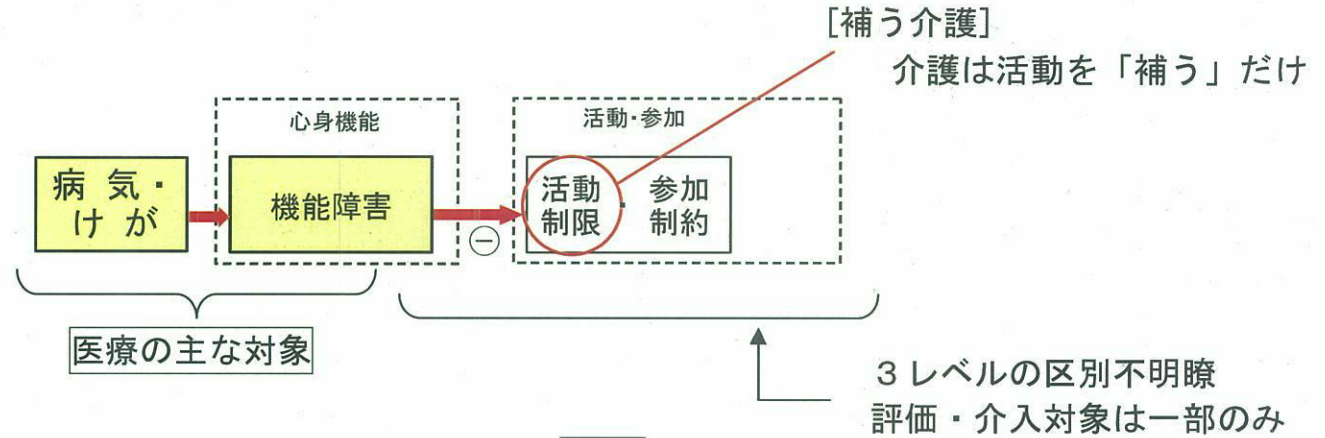 [補う介護]
介護は活動を「補う」だけ
心身機能
活動・参加
病気・
けが
機能障害
活動
制限
・
参加
制約
⊖
医療の主な対象
3レベルの区別不明瞭
評価・介入対象は一部のみ